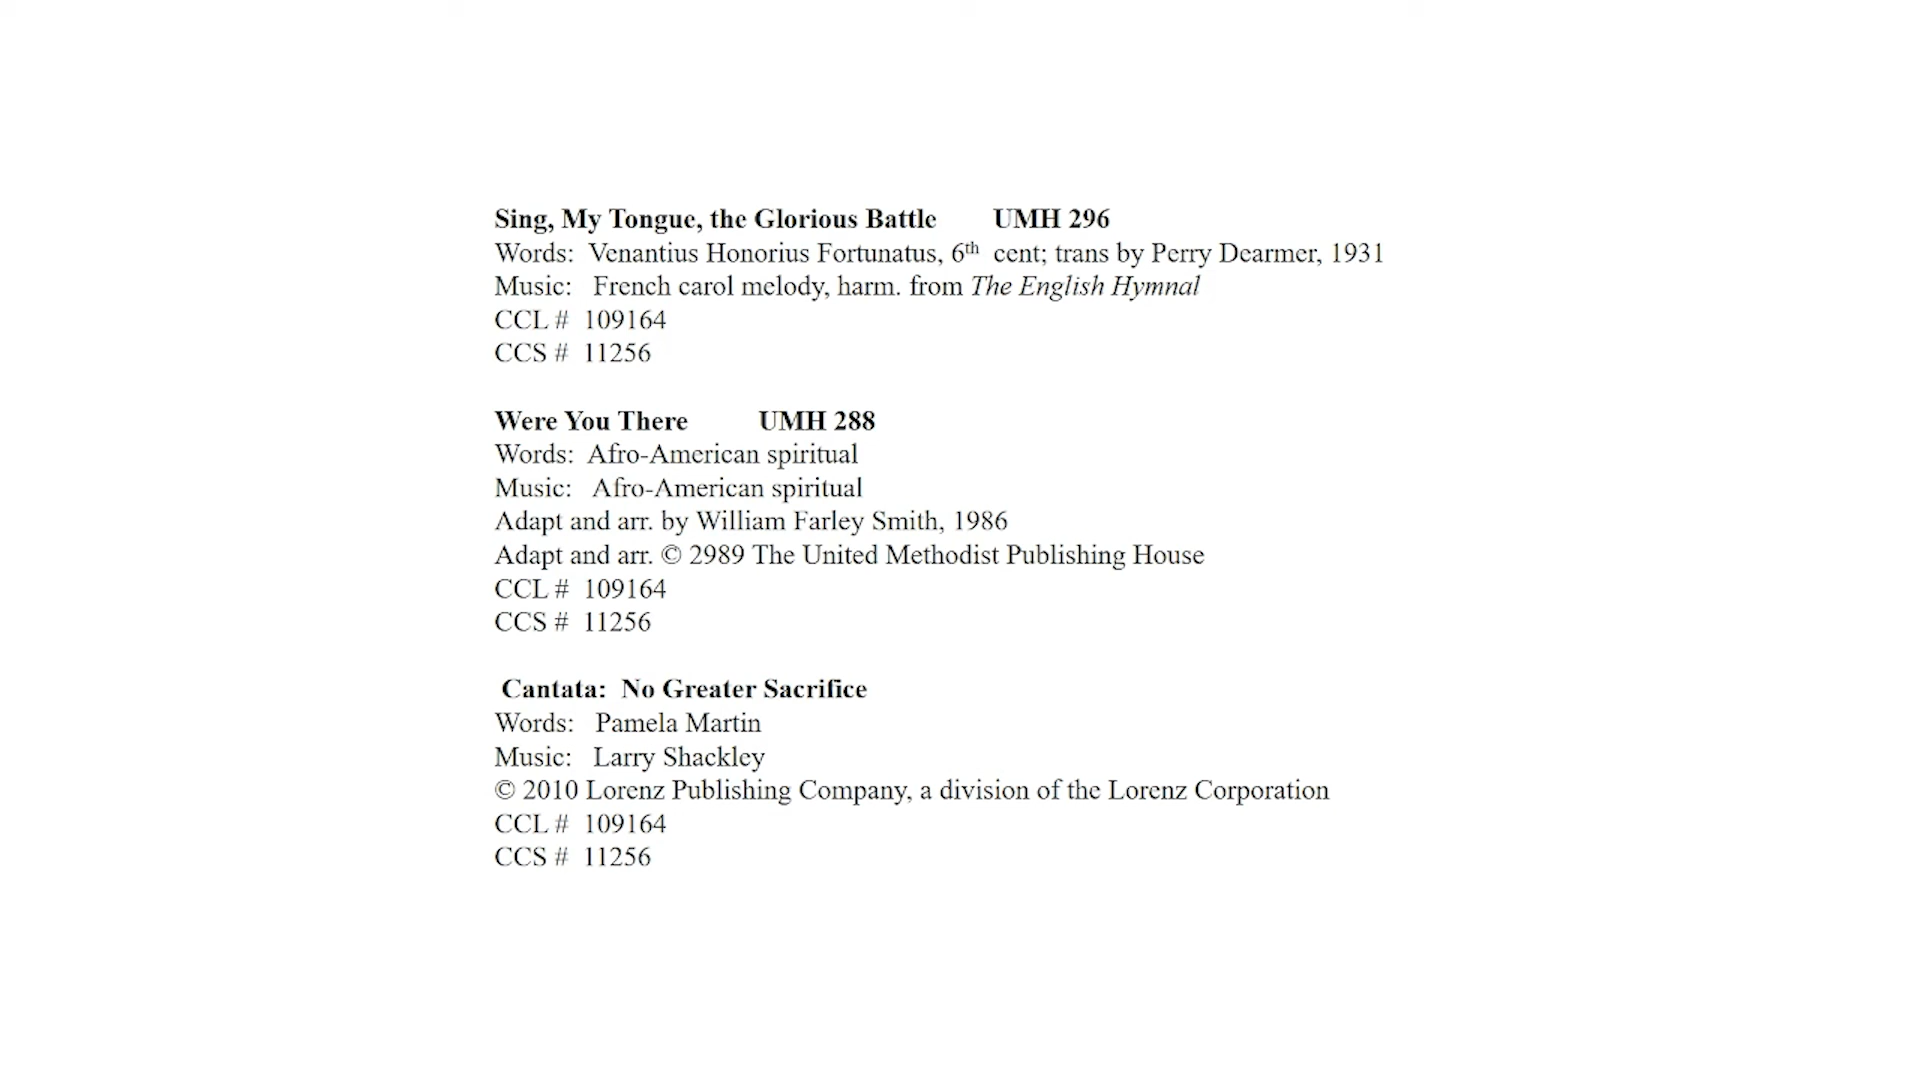 Sing, My Tongue, the Glorious Battle UMH 296
Words: Venantius Honorius Fortunatus, 6th cent; trans by Perry Dearmer, 1931
Music: French carol melody, harm. from The English Hymnal
CCL # 109164
CCS # 11256
Were You There UMH 288
Words: Afro-American spiritual
Music: Afro-American spiritual
Adapt and arr. by William Farley Smith, 1986
Adapt and arr. © 2989 The United Methodist Publishing House
CCL # 109164
CCS # 11256
Cantata: No Greater Sacrifice
Words: Pamela Martin
Music: Larry Shackley
© 2010 Lorenz Publishing Company, a division of the Lorenz Corporation
CCL # 109164
CCS # 11256